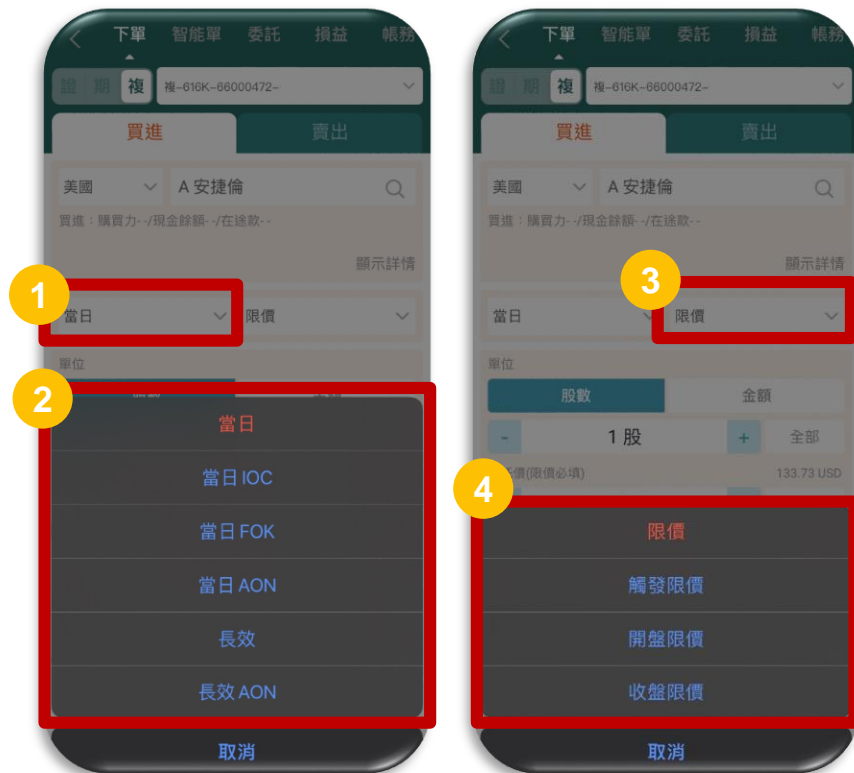 下單 智能單 委託 損益 帳務
證 期 複 複-616K-66000472-
買進 賣出
美國 A 安捷倫
買進：購買力--/現金餘額--/在途款--
顯示詳情
1
當日 限價
單位
2
當日
當日 IOC
當日 FOK
當日 AON
長效
長效 AON
取消
下單 智能單 委託 損益 帳務
證 期 複 複-616K-66000472-
買進 賣出
美國 A 安捷倫
買進：購買力--/現金餘額--/在途款--
顯示詳情
3
當日 限價
單位
股數 金額
- 1 股 + 全部
價(限價必填) 133.73 USD
4
限價
觸發限價
開盤限價
收盤限價
取消